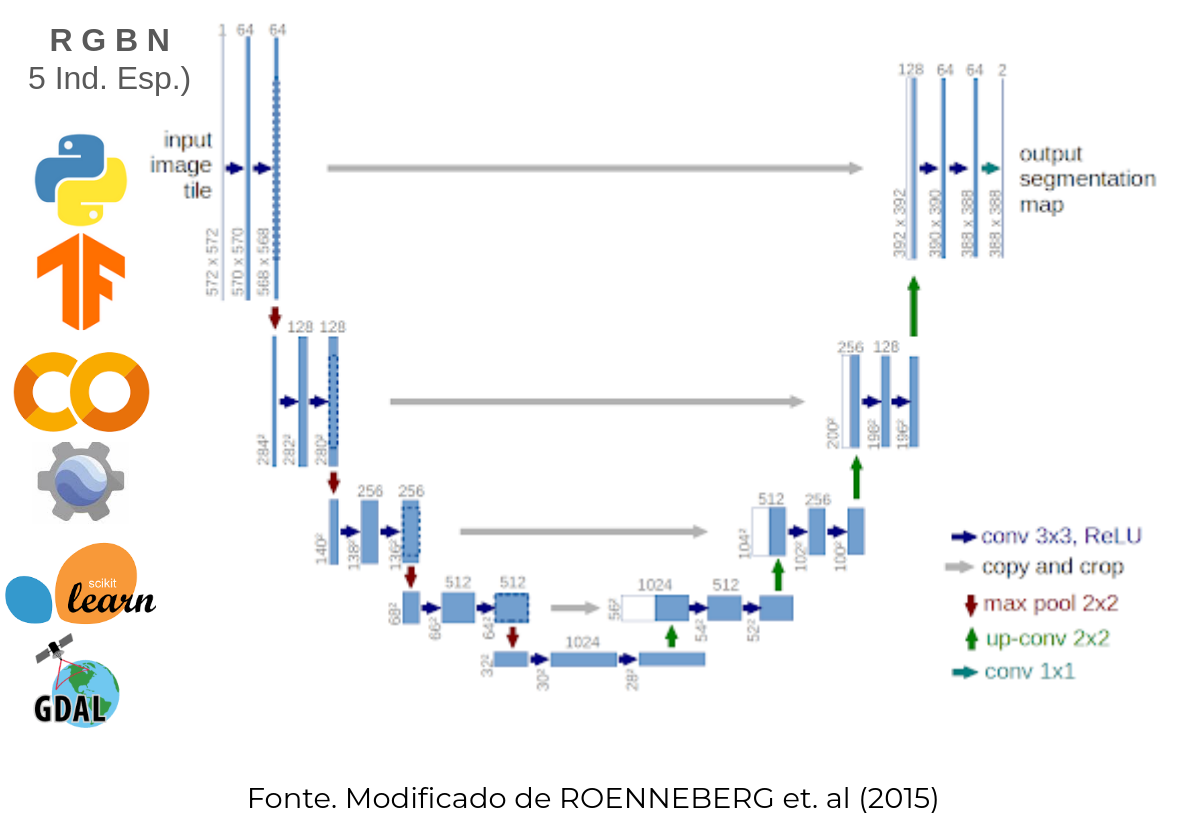 R G B N
5 Ind. Esp.)
1 64 64
input
image
tile
572 x 572
570 x 570
568 x 568
128 64 64 2
output
segmentation
map
392 x 392
390 x 390
388 x 388
388 x 388
128 128
284²
282²
280²
256 128
200²
198²
196²
256 256
140²
138²
136²
512 256
104²
102²
100²
512 512
68²
66²
64²
1024 512
56²
54²
52²
1024
32²
30²
28²
conv 3x3, ReLU
copy and crop
max pool 2x2
up-conv 2x2
conv 1x1
scikit
learn
GDAL
Fonte. Modificado de ROENNEBERG et. al (2015)